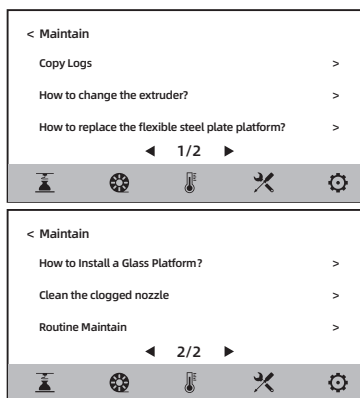 < Maintain
Copy Logs >
How to change the extruder? >
How to replace the flexible steel plate platform? >
◀ 1/2 ▶
< Maintain
How to Install a Glass Platform? >
Clean the clogged nozzle >
Routine Maintain >
◀ 2/2 ▶